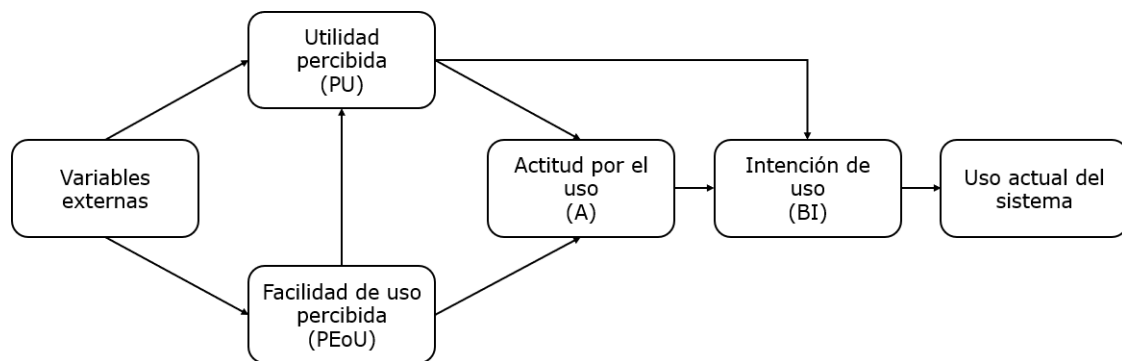 Utilidad
percibida
(PU)
Variables
externas
Facilidad de uso
percibida
(PEoU)
Actitud por el
uso
(A)
Intención de
uso
(BI)
Uso actual del
sistema